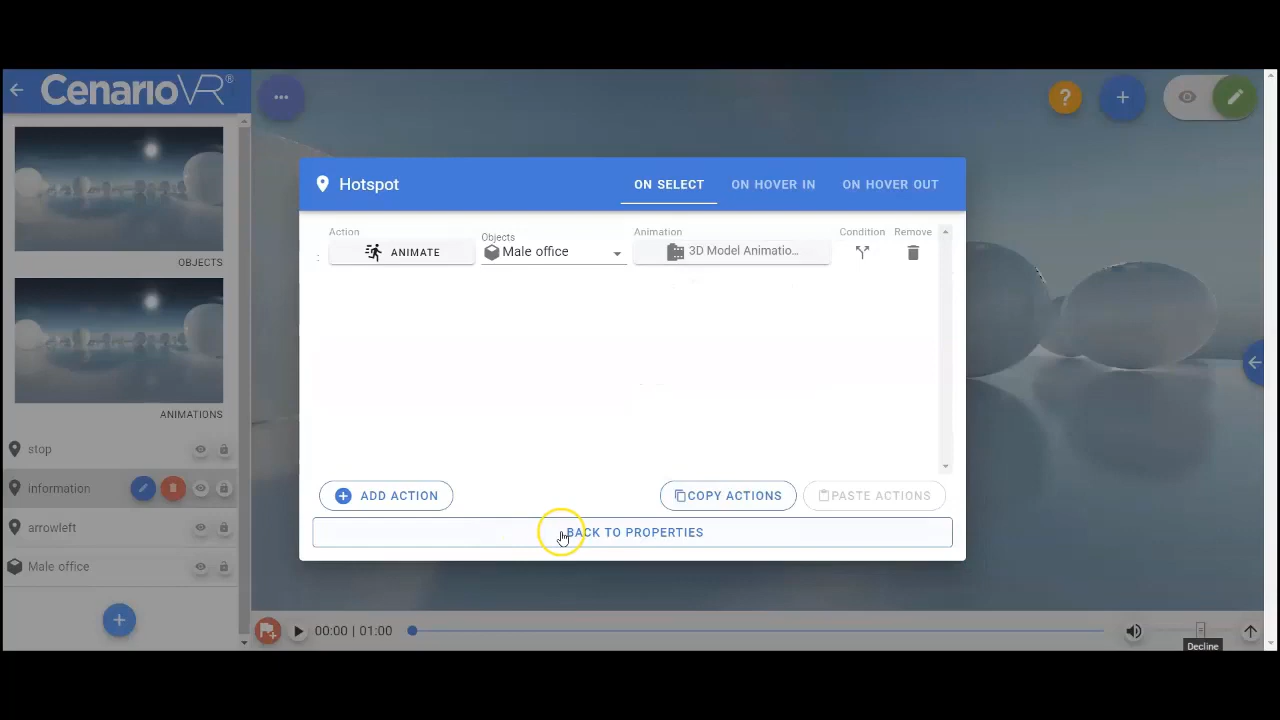 CenarioVR®
OBJECTS
ANIMATIONS
stop
information
arrowleft
Male office
Hotspot
ON SELECT
ON HOVER IN
ON HOVER OUT
Action
Objects
Animation
Condition
Remove
ANIMATE
Male office
3D Model Animatio...
ADD ACTION
COPY ACTIONS
PASTE ACTIONS
BACK TO PROPERTIES
?
00:00 | 01:00
Decline